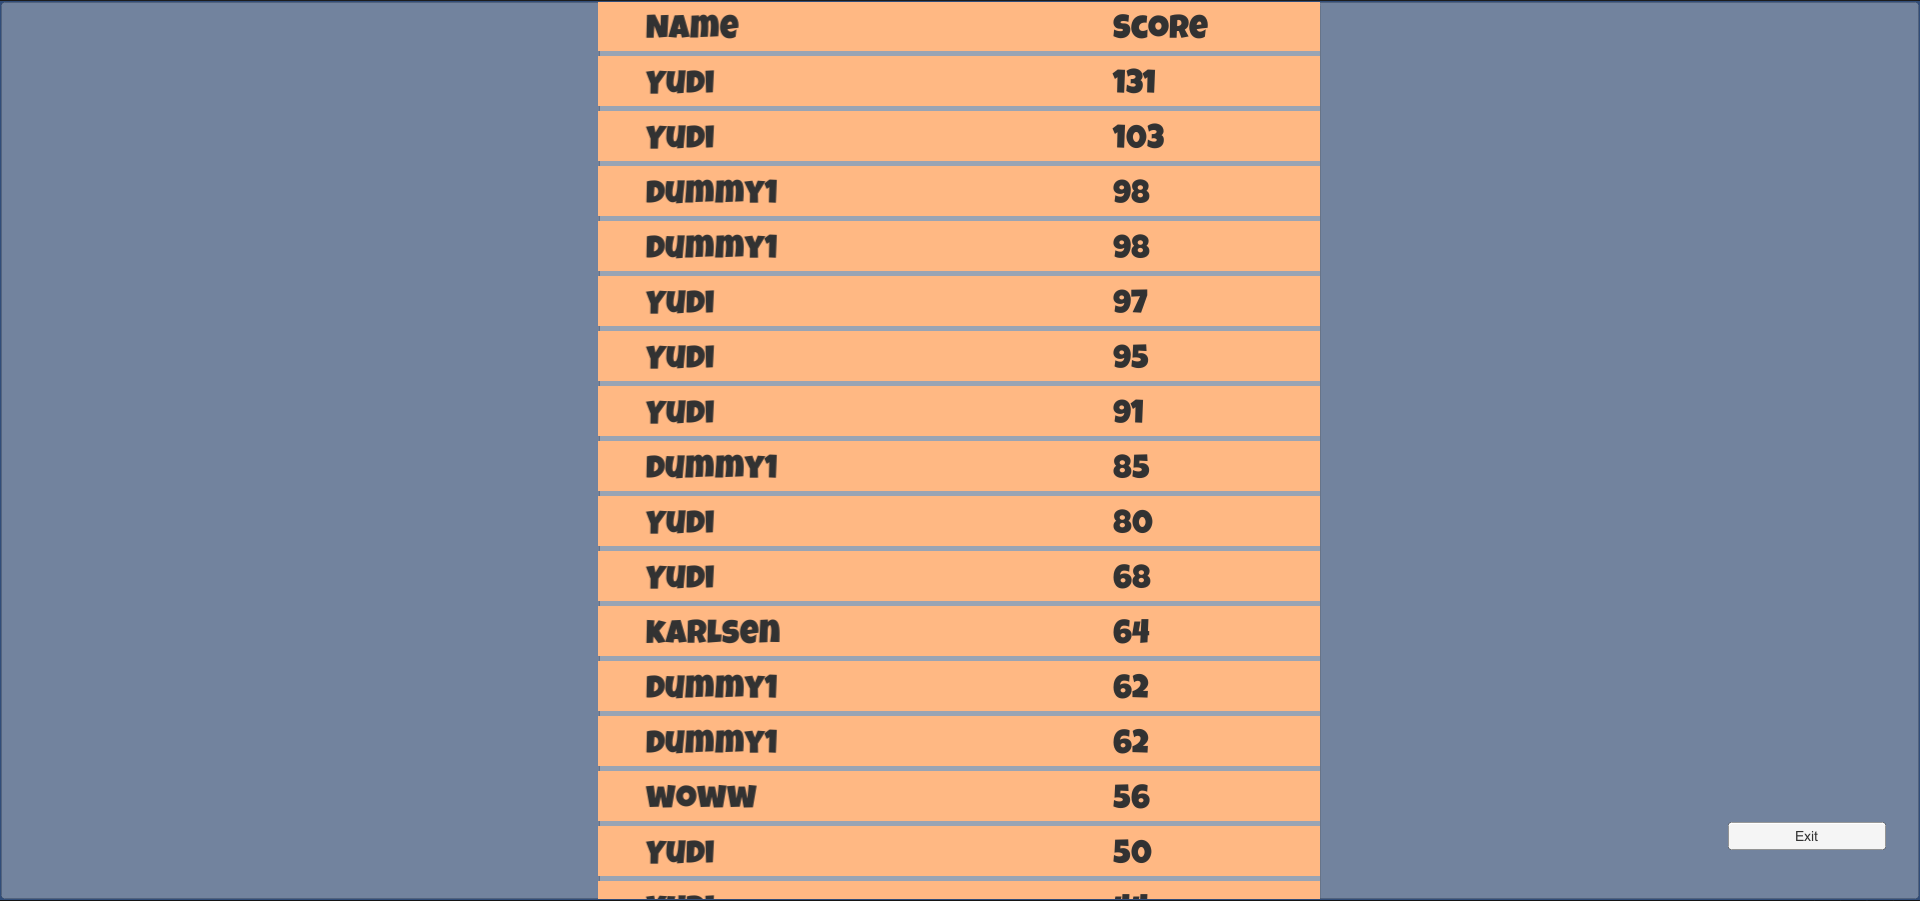 Name Score
Yudi 131
Yudi 103
Dummy1 98
Dummy1 98
Yudi 97
Yudi 95
Yudi 91
Dummy1 85
Yudi 80
Yudi 68
Karlsen 64
Dummy1 62
Dummy1 62
woww 56
Yudi 50
Exit